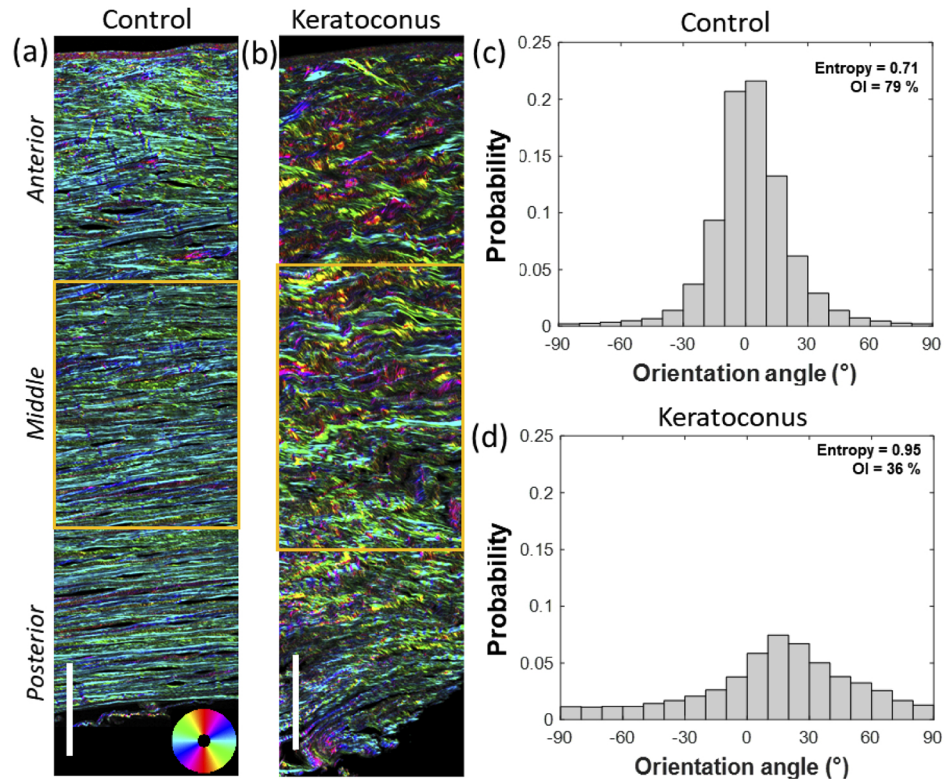 Control
Keratoconus
(a)
(b)
Anterior
Middle
Posterior
(c)
Control
0.25
0.2
0.15
0.1
0.05
0
Entropy = 0.71
OI = 79 %
Probability
-90
-60
-30
0
30
60
90
Orientation angle (°)
(d)
Keratoconus
0.25
0.2
0.15
0.1
0.05
0
Entropy = 0.95
OI = 36 %
Probability
-90
-60
-30
0
30
60
90
Orientation angle (°)